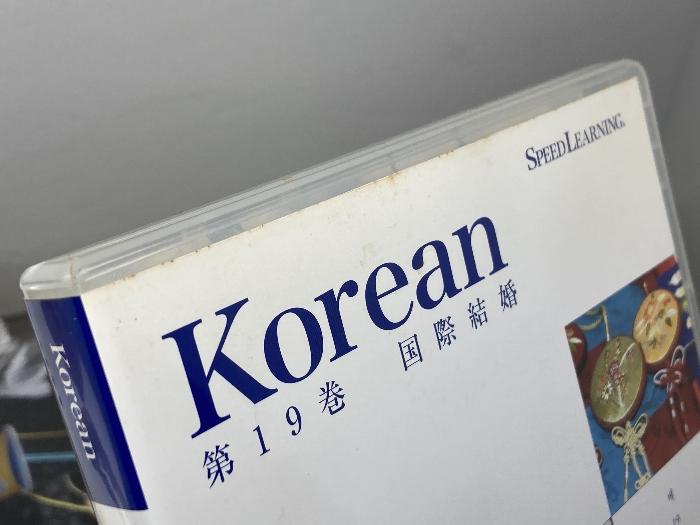 SPEEDLEARNING
Korean
第19巻 国際結婚
Korean